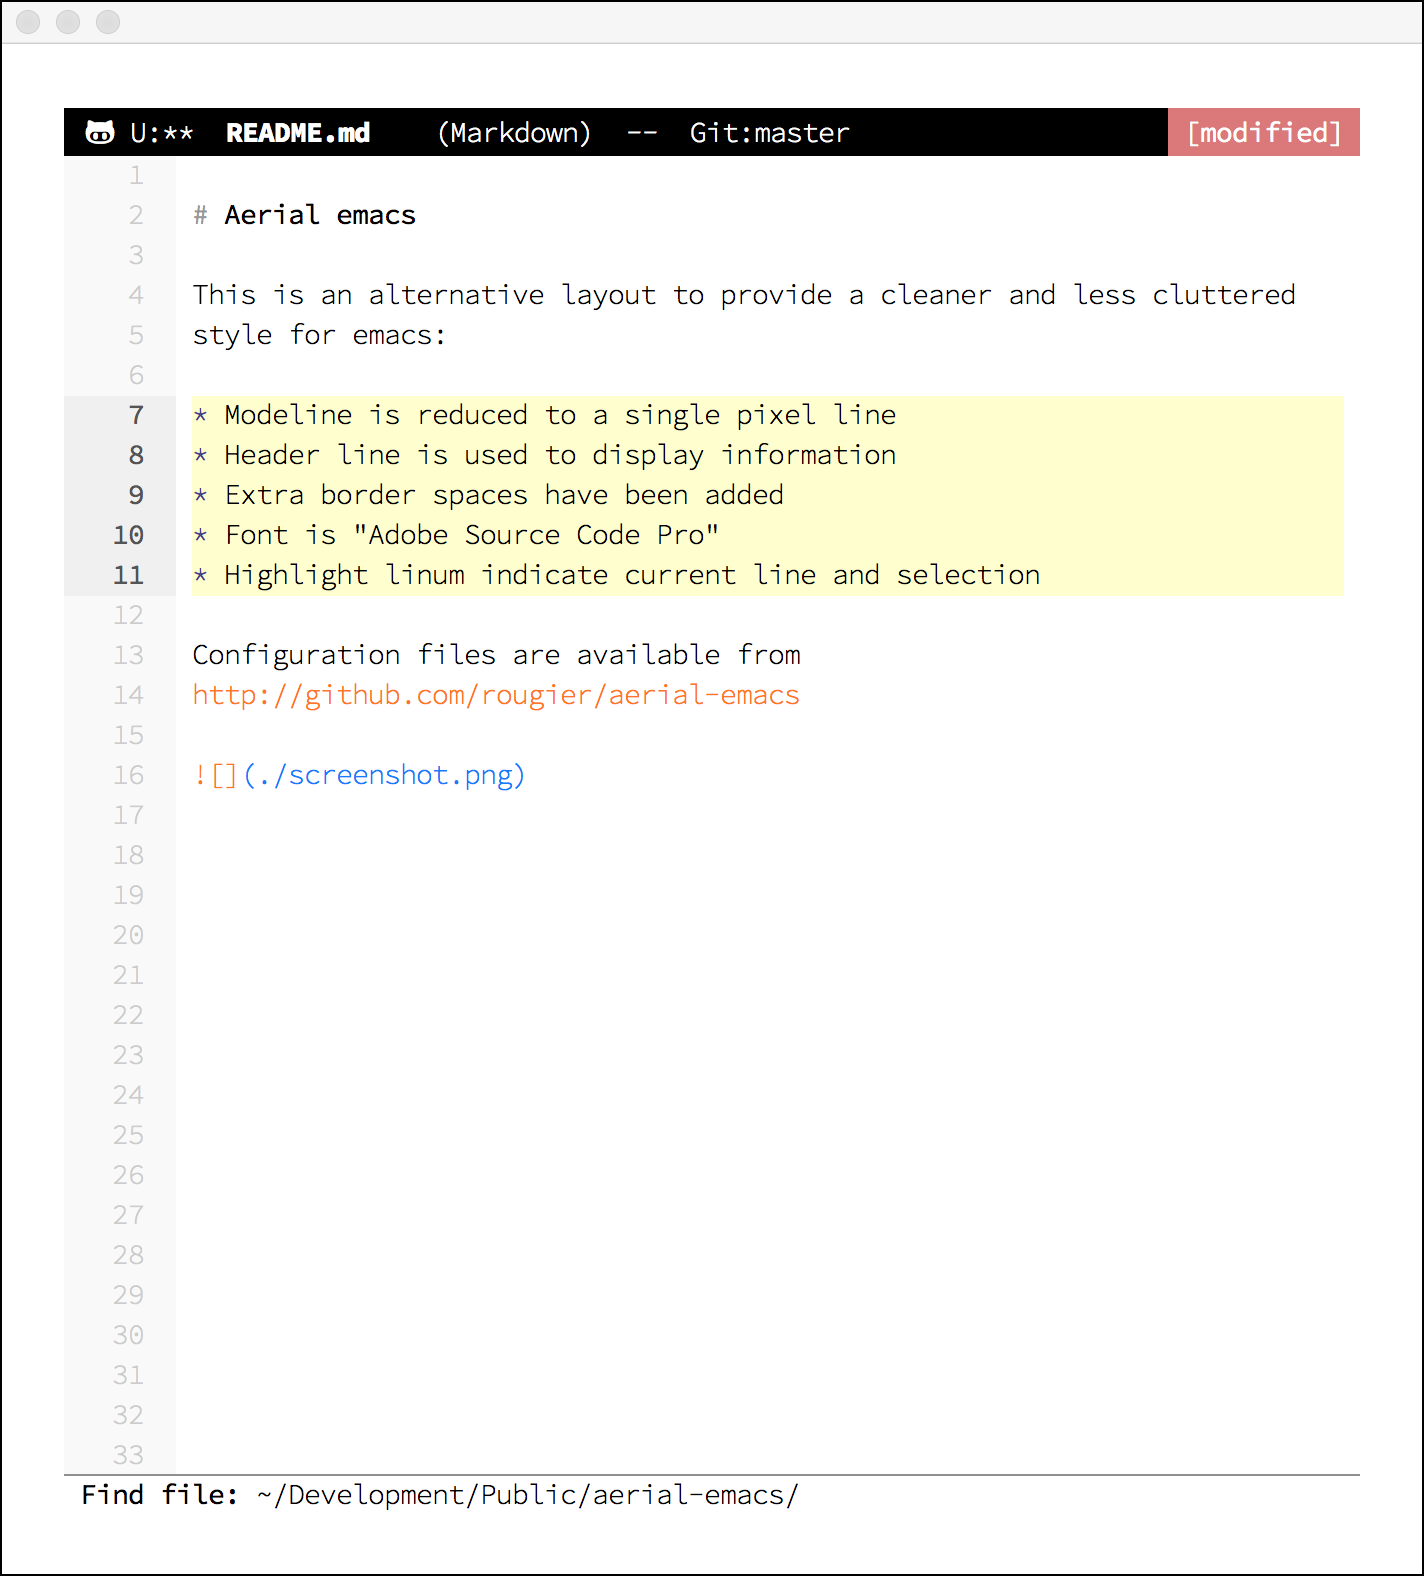 U:**  README.md    (Markdown)  --  Git:master [modified]
1
2 # Aerial emacs
3
4 This is an alternative layout to provide a cleaner and less cluttered
5 style for emacs:
6
7 * Modeline is reduced to a single pixel line
8 * Header line is used to display information
9 * Extra border spaces have been added
10 * Font is "Adobe Source Code Pro"
11 * Highlight linum indicate current line and selection
12
13 Configuration files are available from
14 http://github.com/rougier/aerial-emacs
15
16 ![](./screenshot.png)
17
18
19
20
21
22
23
24
25
26
27
28
29
30
31
32
33
Find file: ~/Development/Public/aerial-emacs/